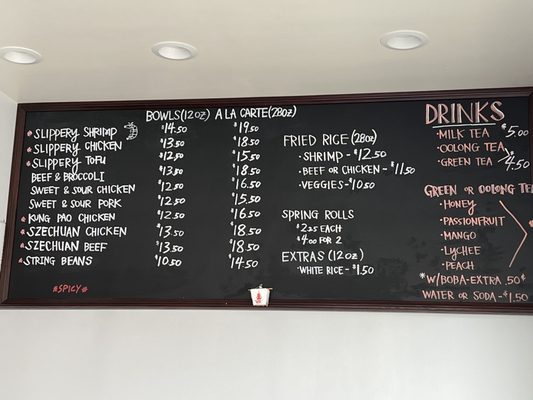 BOWLS(12OZ) A LA CARTE(28OZ)
*SLIPPERY SHRIMP $14.50 $19.50
*SLIPPERY CHICKEN $13.50 $18.50
*SLIPPERY TOFU $12.50 $15.50
BEEF & BROCCOLI $13.50 $18.50
SWEET & SOUR CHICKEN $12.50 $16.50
SWEET & SOUR PORK $12.50 $15.50
*KUNG PAO CHICKEN $12.50 $16.50
*SZECHUAN CHICKEN $13.50 $18.50
*SZECHUAN BEEF $13.50 $18.50
*STRING BEANS $10.50 $14.50
*SPICY*
FRIED RICE (28OZ)
·SHRIMP - $12.50
·BEEF OR CHICKEN - $11.50
·VEGGIES - $10.50
SPRING ROLLS
$2.25 EACH
$4.00 FOR 2
EXTRAS (12OZ)
·WHITE RICE - $1.50
DRINKS
·MILK TEA $5.00
·OOLONG TEA
·GREEN TEA $4.50
GREEN OR OOLONG TEA
·HONEY
·PASSIONFRUIT
·MANGO
·LYCHEE
·PEACH
*W/BOBA-EXTRA .50¢
WATER OR SODA - $1.50